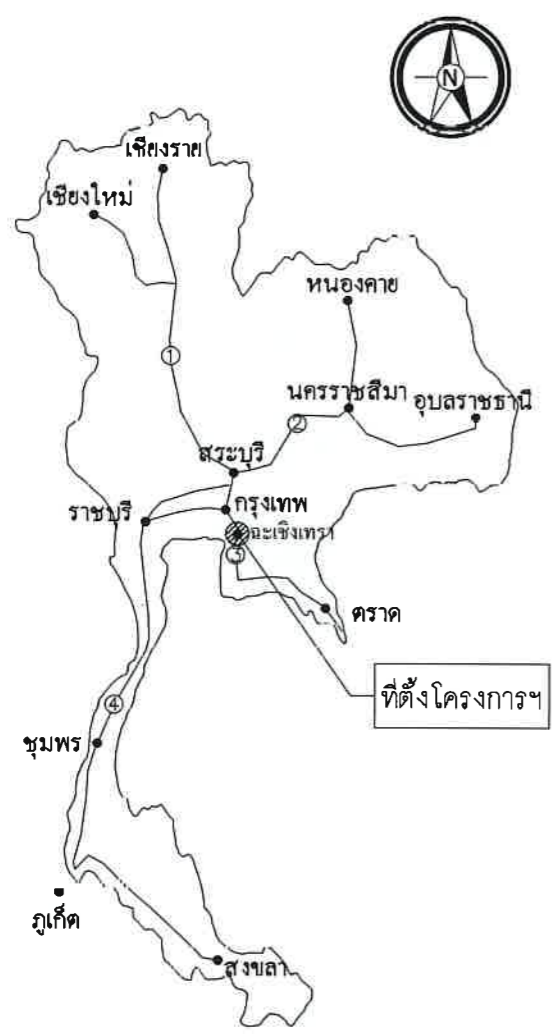 N
เชียงราย
เชียงใหม่
หนองคาย
①
นครราชสีมา
อุบลราชธานี
②
สระบุรี
ราชบุรี
กรุงเทพ
ฉะเชิงเทรา
③
ตราด
ที่ตั้งโครงการฯ
④
ชุมพร
ภูเก็ต
สงขลา